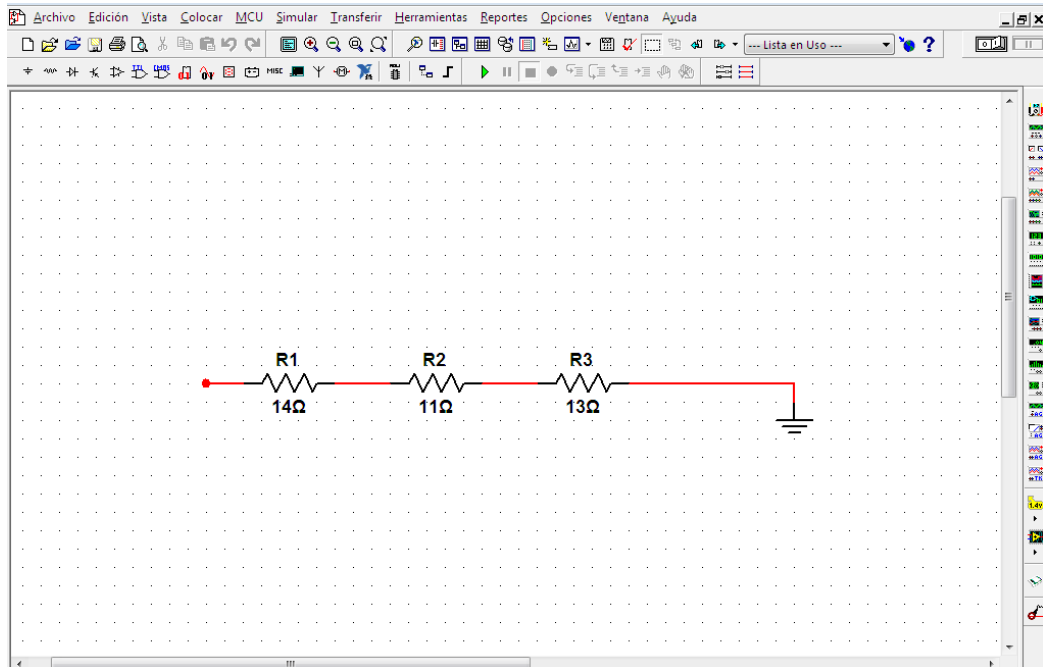 Archivo Edición Vista Colocar MCU Simular Transferir Herramientas Reportes Opciones Ventana Ayuda
--- Lista en Uso ---
MISC
R1 R2 R3
14Ω 11Ω 13Ω